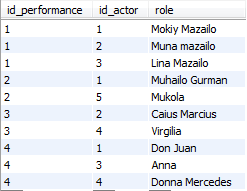 id_performance id_actor role
1 1 Mokiy Mazailo
1 2 Muna mazailo
1 3 Lina Mazailo
2 1 Muhailo Gurman
2 5 Mukola
3 2 Caius Marcius
3 4 Virgilia
4 1 Don Juan
4 3 Anna
4 4 Donna Mercedes